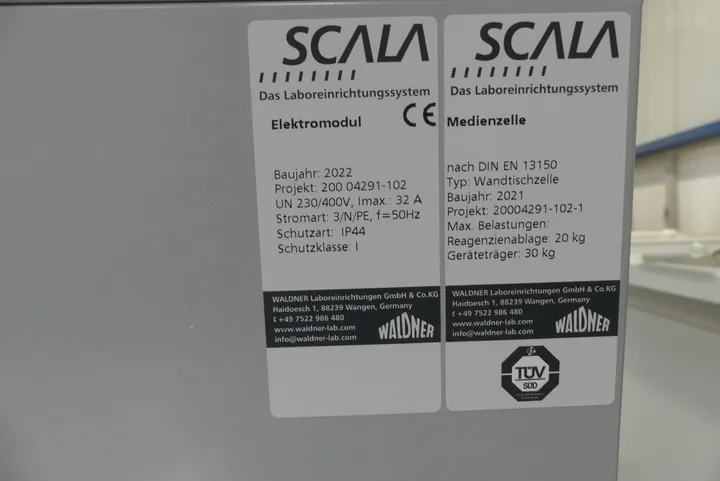 SCALA
Das Laboreinrichtungssystem
Elektromodul CE
Baujahr: 2022
Projekt: 200 04291-102
UN 230/400V, Imax.: 32 A
Stromart: 3/N/PE, f=50Hz
Schutzart: IP44
Schutzklasse: I
WALDNER Laboreinrichtungen GmbH & Co.KG
Haidoesch 1, 88239 Wangen, Germany
+49 7522 986 480
www.waldner-lab.com
info@waldner-lab.com
WALDNER
SCALA
Das Laboreinrichtungssystem
Medienzelle
nach DIN EN 13150
Typ: Wandtischzelle
Baujahr: 2021
Projekt: 20004291-102-1
Max. Belastungen:
Reagenzienablage: 20 kg
Geräteträger: 30 kg
WALDNER Laboreinrichtungen GmbH & Co.KG
Haidoesch 1, 88239 Wangen, Germany
+49 7522 986 480
www.waldner-lab.com
info@waldner-lab.com
WALDNER
TÜV
SÜD